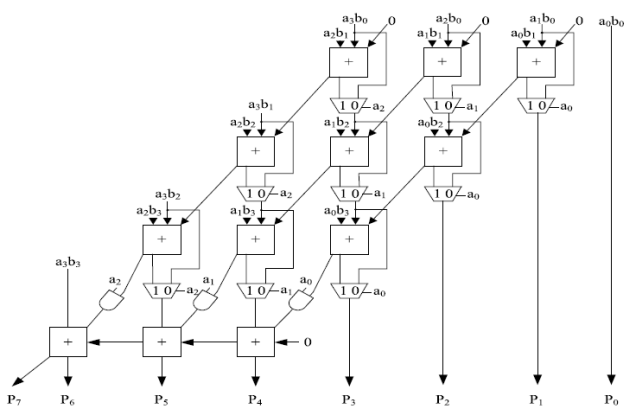 a₃b₀ 0 a₂b₀ 0 a₁b₀ 0 a₀b₀
a₂b₁ a₁b₁ a₀b₁
+ + +
1 0 a₂ 1 0 a₁ 1 0 a₀
a₃b₁
a₂b₂ a₁b₂ a₀b₂
+ + +
1 0 a₂ 1 0 a₁ 1 0 a₀
a₃b₂
a₂b₃ a₁b₃ a₀b₃
+ + +
a₃b₃ a₂ a₁ a₀
1 0 a₂ 1 0 a₁ 1 0 a₀
+ + + 0
P₇ P₆ P₅ P₄ P₃ P₂ P₁ P₀